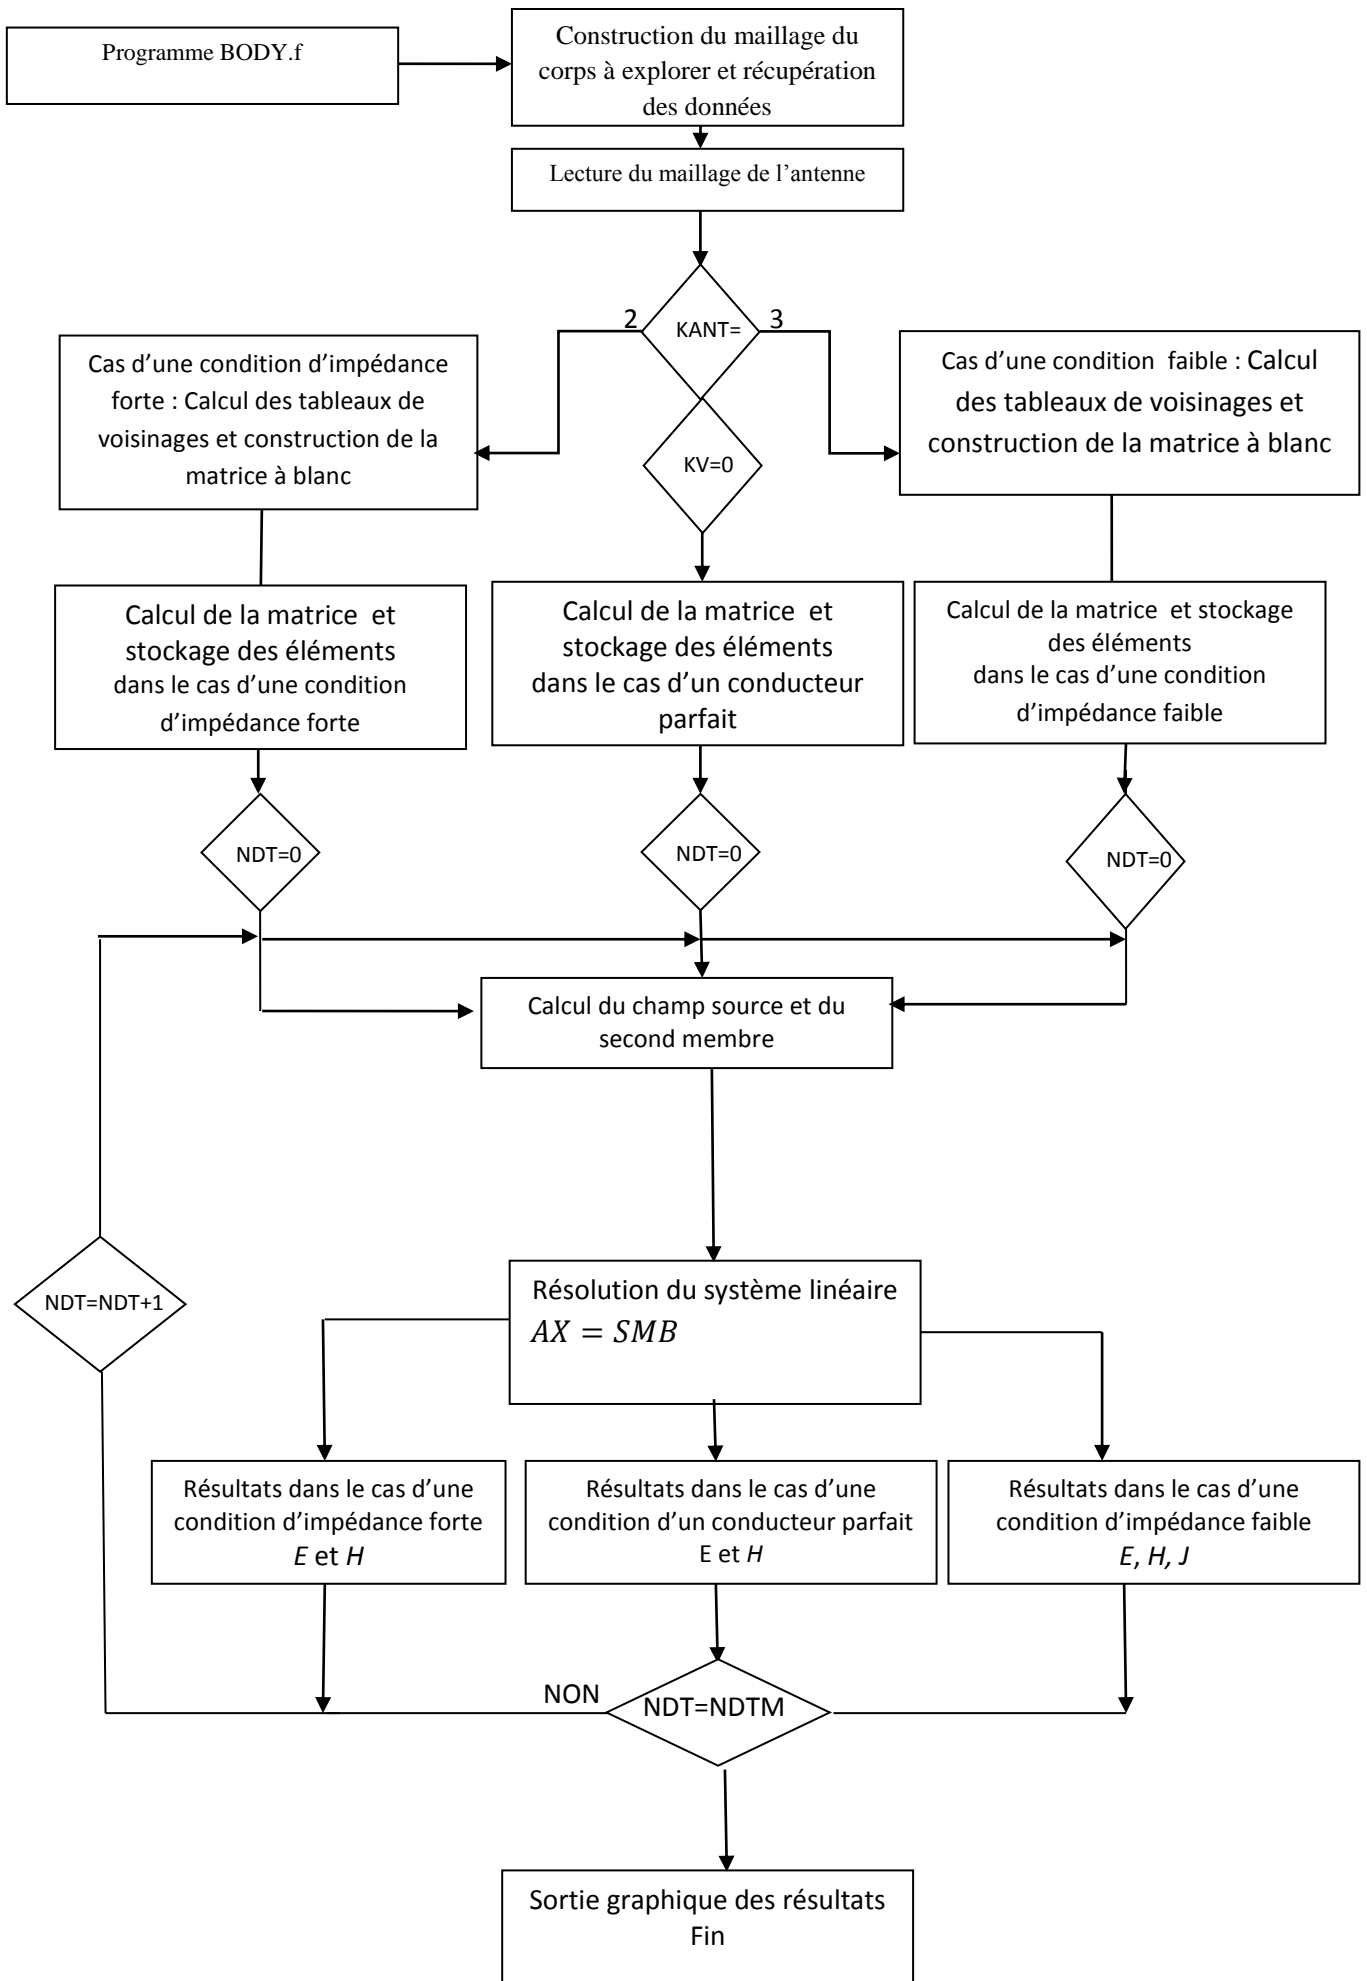 Programme BODY.f
Construction du maillage du
corps à explorer et récupération
des données
Lecture du maillage de l’antenne
2
KANT=
3
Cas d’une condition d’impédance
forte : Calcul des tableaux de
voisinages et construction de la
matrice à blanc
KV=0
Cas d’une condition  faible : Calcul
des tableaux de voisinages et
construction de la matrice à blanc
Calcul de la matrice  et
stockage des éléments
dans le cas d’une condition
d’impédance forte
Calcul de la matrice  et
stockage des éléments
dans le cas d’un conducteur
parfait
Calcul de la matrice  et stockage
des éléments
dans le cas d’une condition
d’impédance faible
NDT=0
NDT=0
NDT=0
Calcul du champ source et du
second membre
NDT=NDT+1
Résolution du système linéaire
AX = SMB
Résultats dans le cas d’une
condition d’impédance forte
E et H
Résultats dans le cas d’une
condition d’un conducteur parfait
E et H
Résultats dans le cas d’une
condition d’impédance faible
E, H, J
NON
NDT=NDTM
Sortie graphique des résultats
Fin